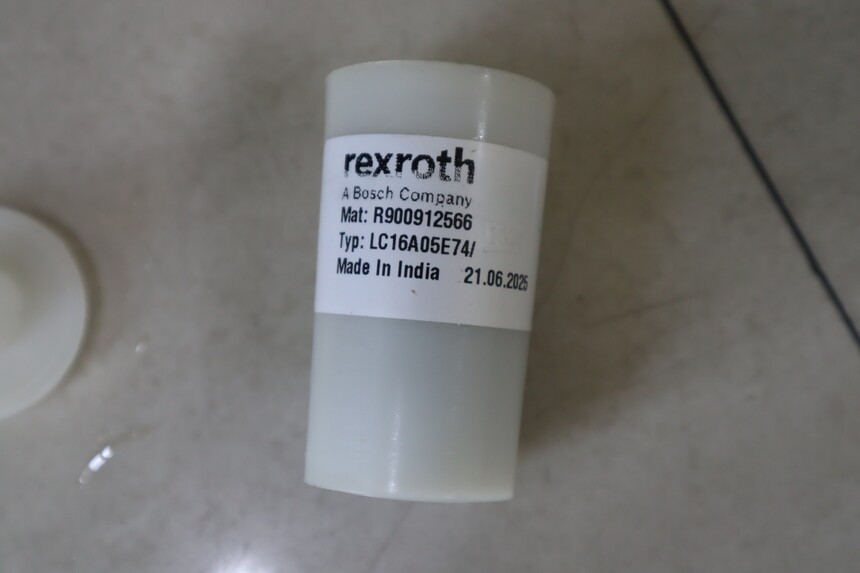 rexroth
A Bosch Company
Mat: R900912566
Typ: LC16A05E74/
Made In India 21.06.2025